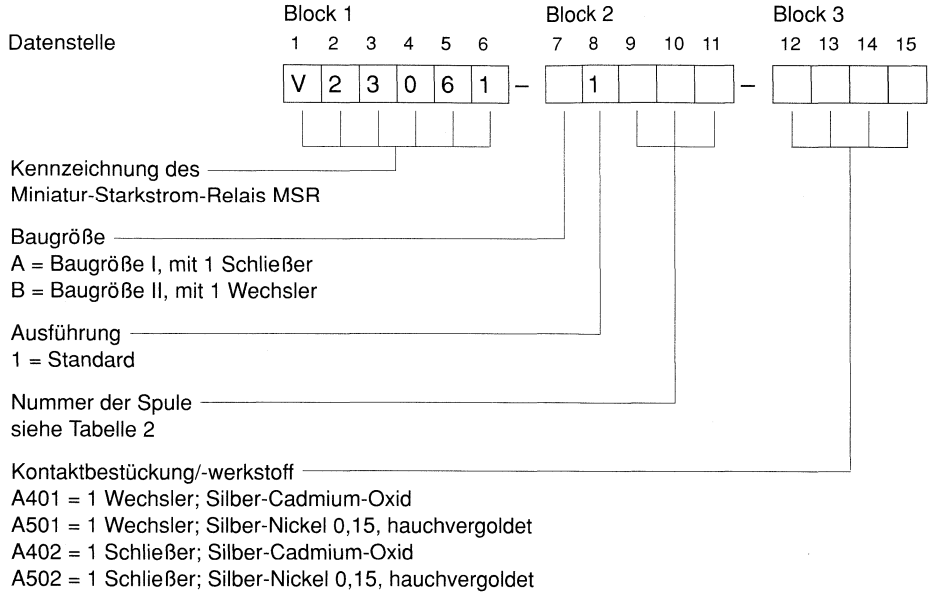 Block 1 Block 2 Block 3
Datenstelle 1 2 3 4 5 6 7 8 9 10 11 12 13 14 15
V 2 3 0 6 1 – 1 –
Kennzeichnung des
Miniatur-Starkstrom-Relais MSR
Baugröße
A = Baugröße I, mit 1 Schließer
B = Baugröße II, mit 1 Wechsler
Ausführung
1 = Standard
Nummer der Spule
siehe Tabelle 2
Kontaktbestückung/-werkstoff
A401 = 1 Wechsler; Silber-Cadmium-Oxid
A501 = 1 Wechsler; Silber-Nickel 0,15, hauchvergoldet
A402 = 1 Schließer; Silber-Cadmium-Oxid
A502 = 1 Schließer; Silber-Nickel 0,15, hauchvergoldet